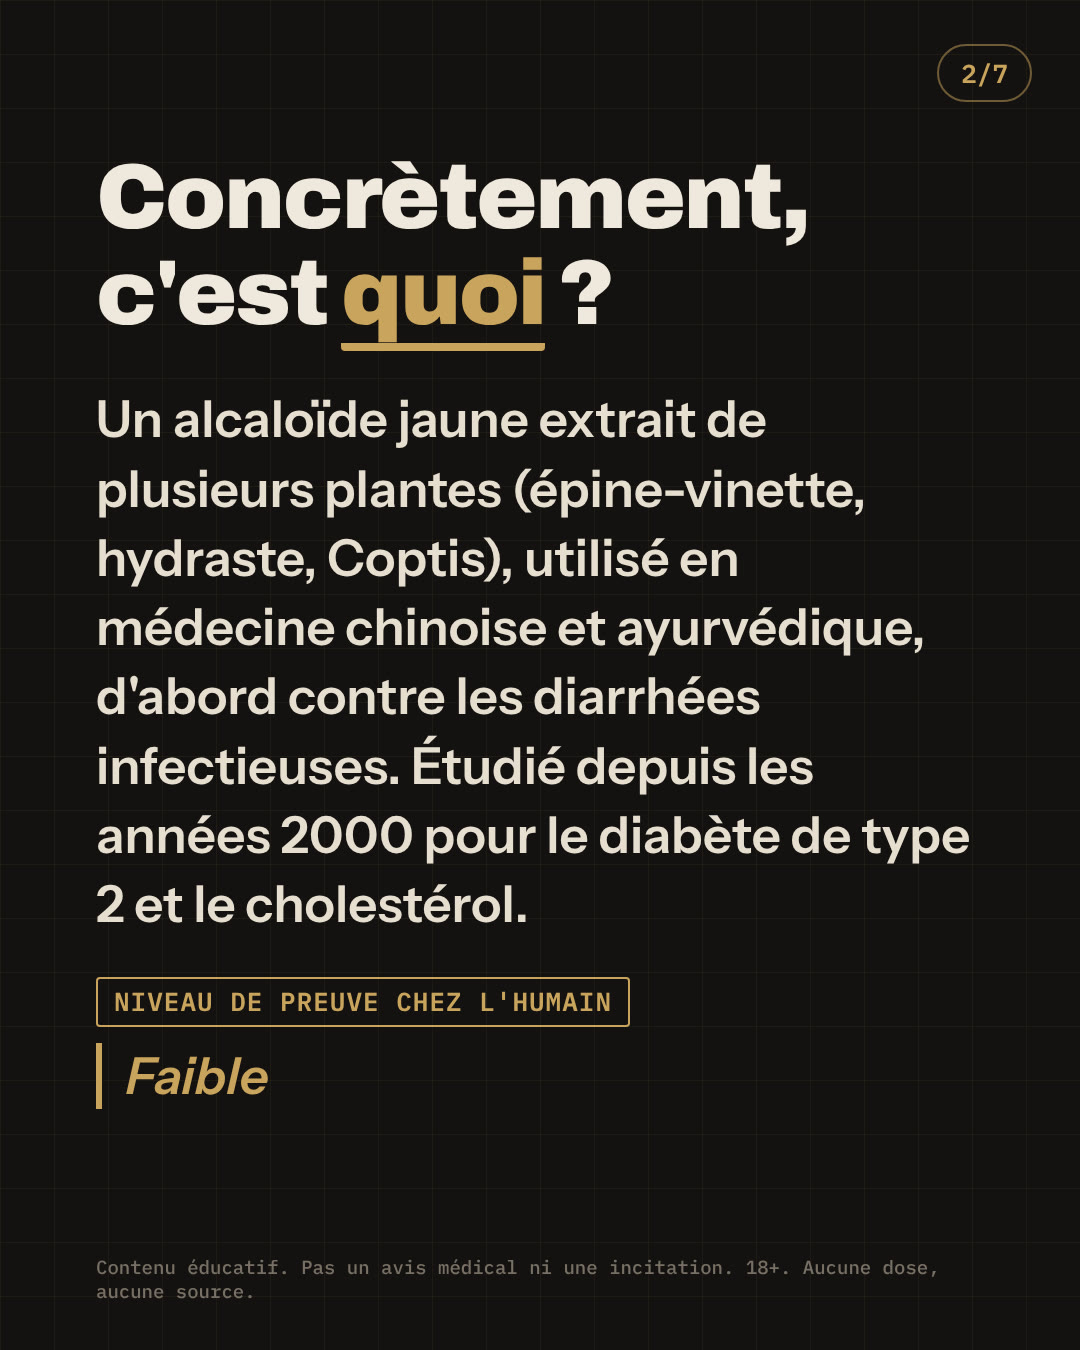 2/7
Concrètement,
c'est quoi ?
Un alcaloïde jaune extrait de
plusieurs plantes (épine-vinette,
hydraste, Coptis), utilisé en
médecine chinoise et ayurvédique,
d'abord contre les diarrhées
infectieuses. Étudié depuis les
années 2000 pour le diabète de type
2 et le cholestérol.
NIVEAU DE PREUVE CHEZ L'HUMAIN
Faible
Contenu éducatif. Pas un avis médical ni une incitation. 18+. Aucune dose,
aucune source.